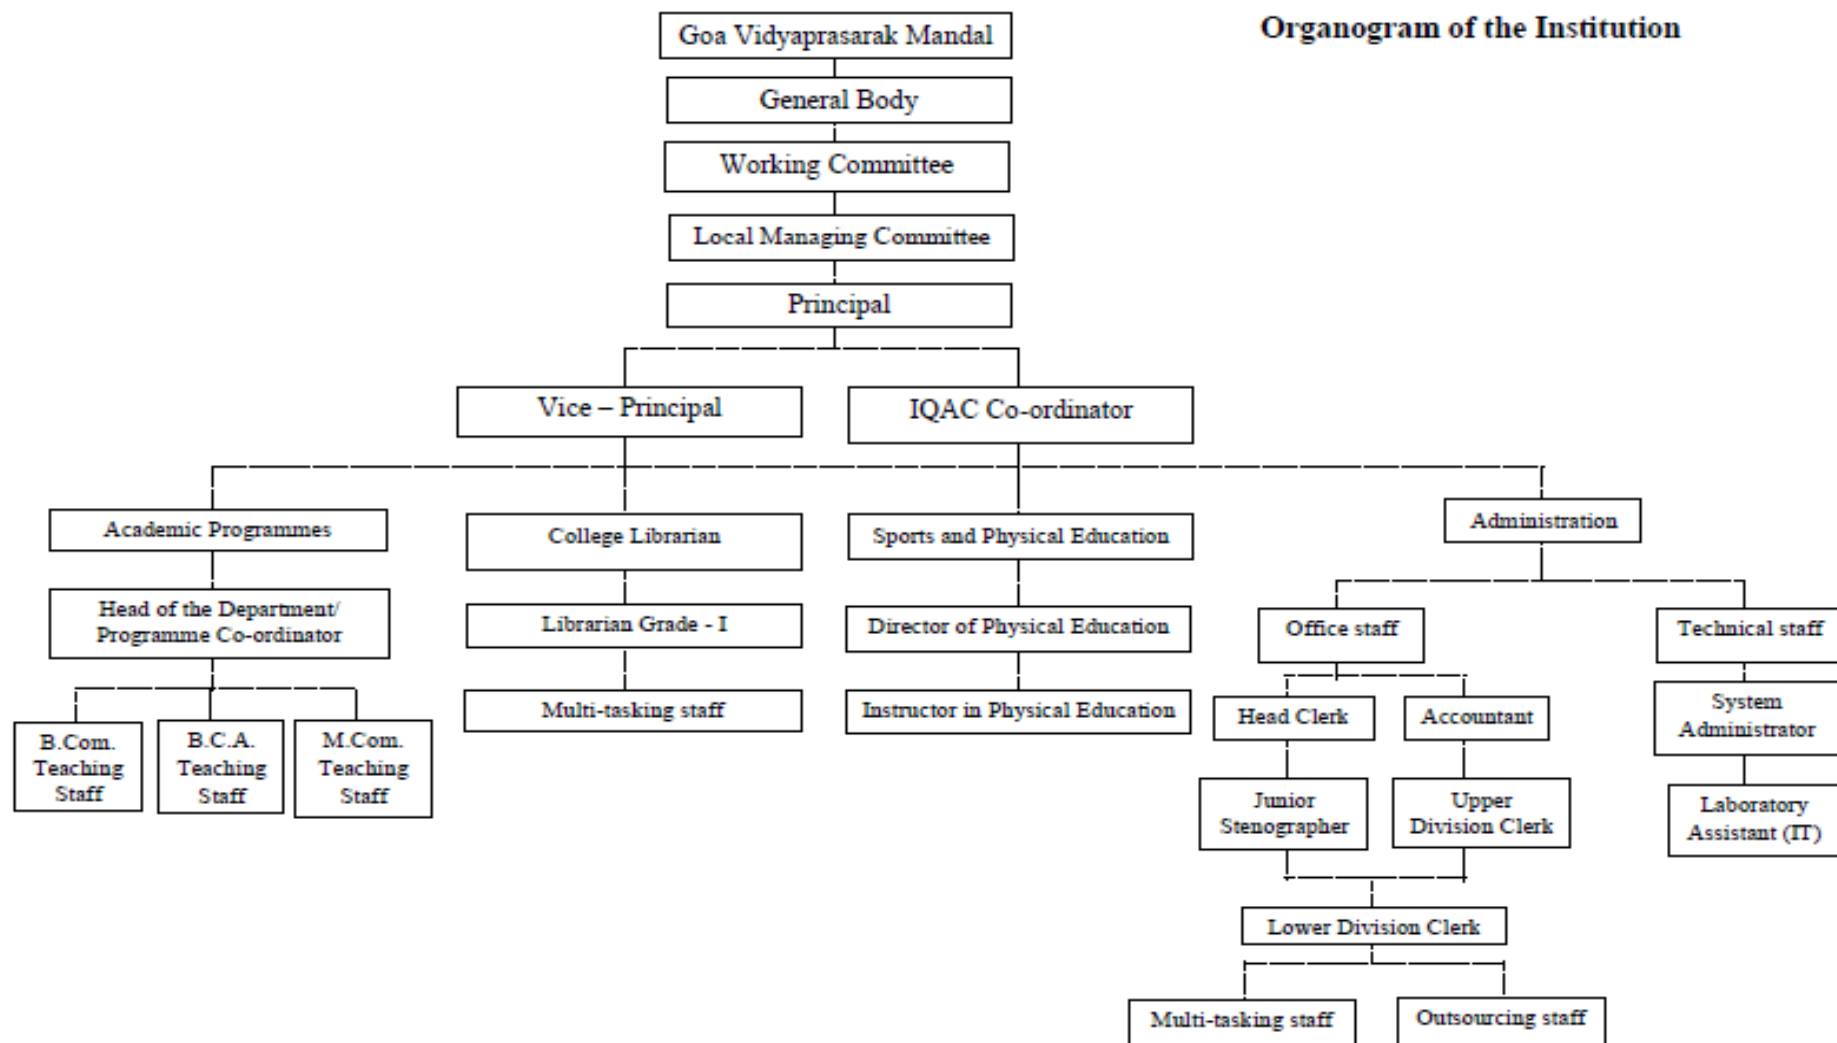 Organogram of the Institution
Goa Vidyaprasarak Mandal
General Body
Working Committee
Local Managing Committee
Principal
Vice – Principal
IQAC Co-ordinator
Academic Programmes
College Librarian
Sports and Physical Education
Administration
Head of the Department/
Programme Co-ordinator
Librarian Grade - I
Director of Physical Education
Office staff
Technical staff
B.Com.
Teaching
Staff
B.C.A.
Teaching
Staff
M.Com.
Teaching
Staff
Multi-tasking staff
Instructor in Physical Education
Head Clerk
Accountant
System
Administrator
Junior
Stenographer
Upper
Division Clerk
Laboratory
Assistant (IT)
Lower Division Clerk
Multi-tasking staff
Outsourcing staff